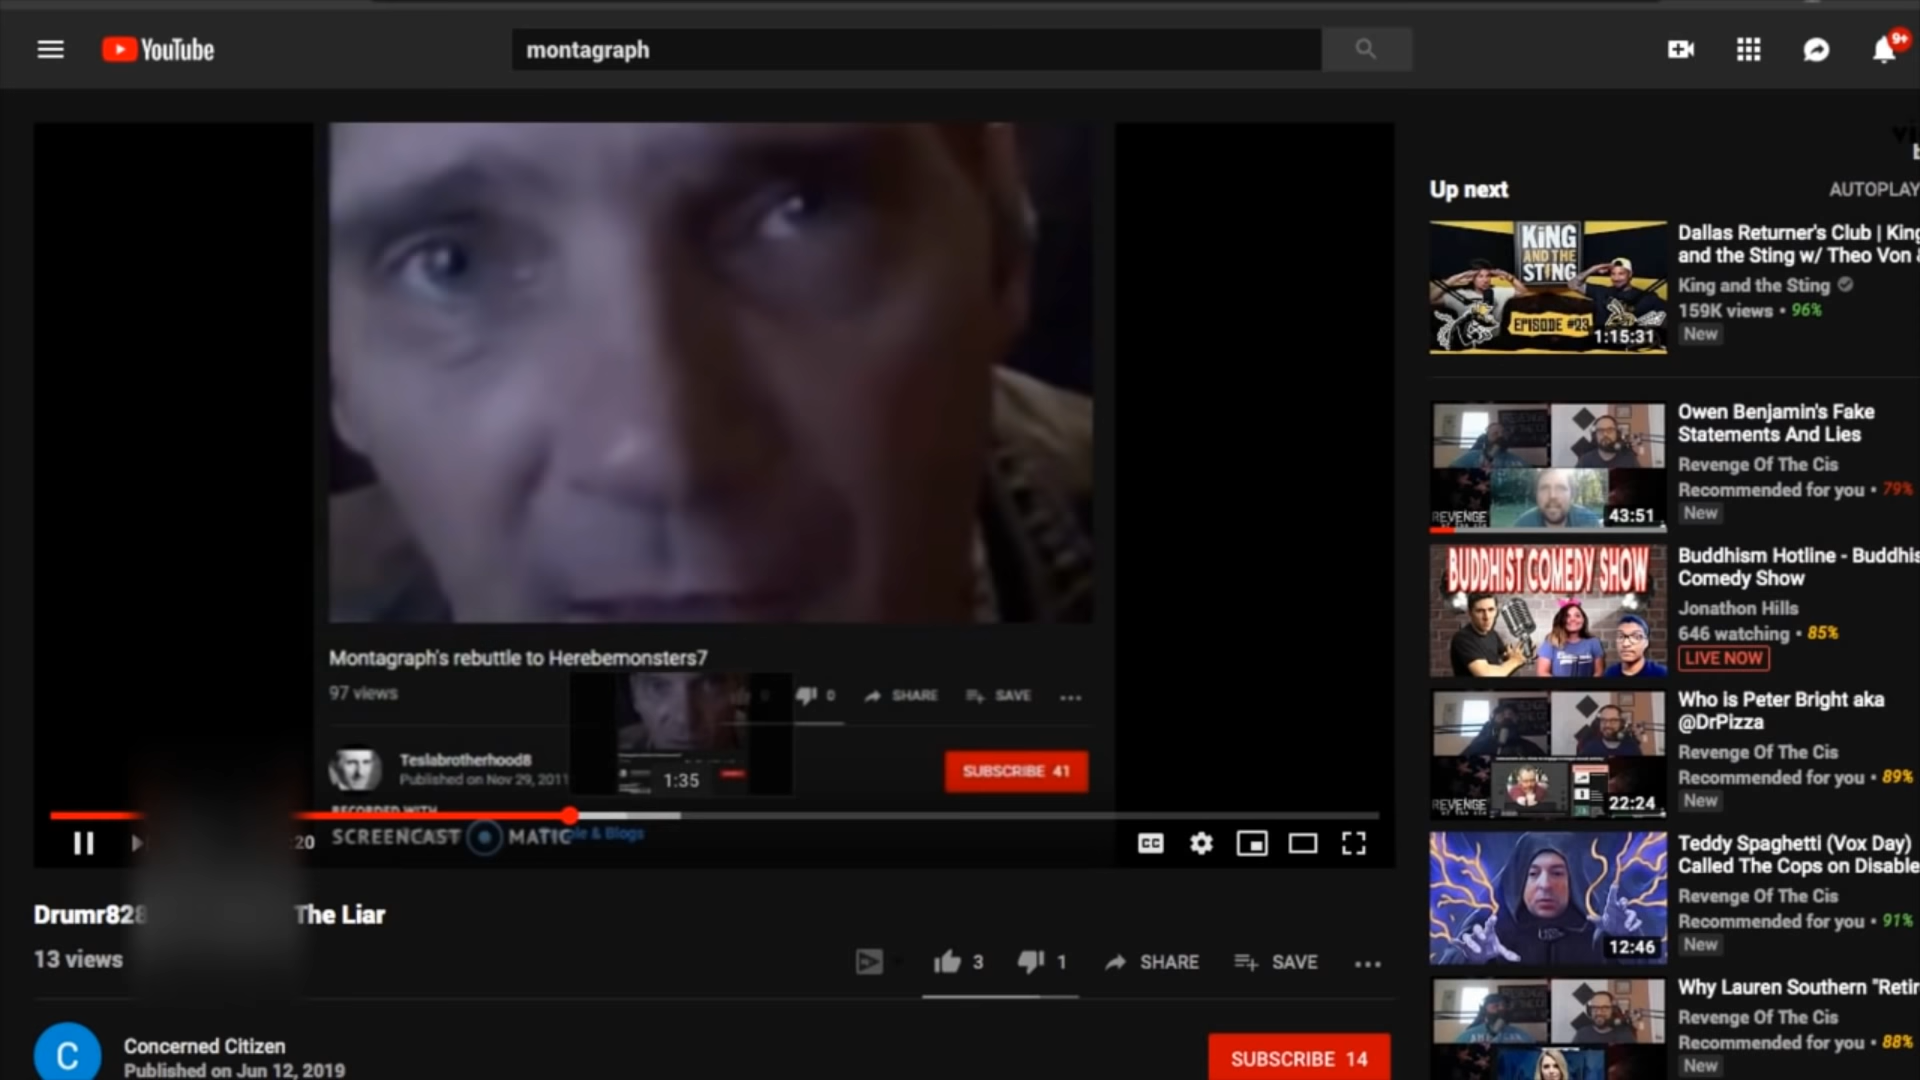 YouTube
montagraph
9+
Up next
AUTOPLAY
KING
AND THE
STING
EPISODE #23
1:15:31
Dallas Returner's Club | King
and the Sting w/ Theo Von
King and the Sting
159K views • 96%
New
REVENGE
43:51
Owen Benjamin's Fake
Statements And Lies
Revenge Of The Cis
Recommended for you • 79%
New
BUDDHIST COMEDY SHOW
Buddhism Hotline - Buddhis
Comedy Show
Jonathon Hills
646 watching • 85%
LIVE NOW
REVENGE
22:24
Who is Peter Bright aka
@DrPizza
Revenge Of The Cis
Recommended for you • 89%
New
12:46
Teddy Spaghetti (Vox Day)
Called The Cops on Disable
Revenge Of The Cis
Recommended for you • 91%
New
Why Lauren Southern "Retir
Revenge Of The Cis
Recommended for you • 88%
New
Montagraph's rebuttle to Herebemonsters7
97 views
0 SHARE SAVE
Teslabrotherhood8
Published on Nov 29, 2011
SUBSCRIBE 41
1:35
RECORDED WITH
SCREENCAST MATIC
& Blogs
:20
CC
Drumr828 The Liar
13 views
3 1 SHARE SAVE
C
Concerned Citizen
Published on Jun 12, 2019
SUBSCRIBE 14